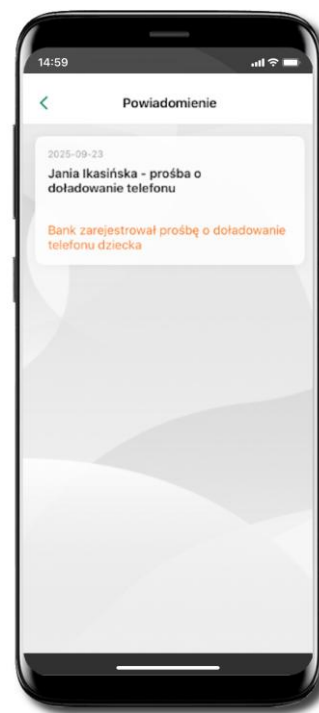 14:59
Powiadomienie
2025-09-23
Jania Ikasińska - prośba o
doładowanie telefonu
Bank zarejestrował prośbę o doładowanie
telefonu dziecka